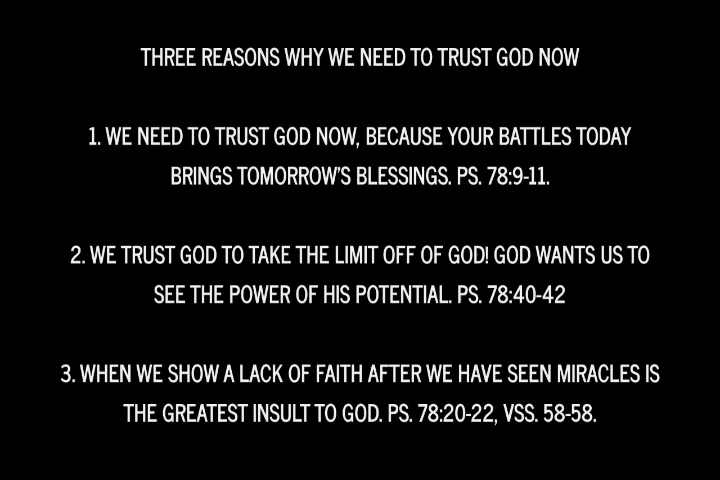 THREE REASONS WHY WE NEED TO TRUST GOD NOW
1. WE NEED TO TRUST GOD NOW, BECAUSE YOUR BATTLES TODAY
BRINGS TOMORROW'S BLESSINGS. PS. 78:9-11.
2. WE TRUST GOD TO TAKE THE LIMIT OFF OF GOD! GOD WANTS US TO
SEE THE POWER OF HIS POTENTIAL. PS. 78:40-42
3. WHEN WE SHOW A LACK OF FAITH AFTER WE HAVE SEEN MIRACLES IS
THE GREATEST INSULT TO GOD. PS. 78:20-22, VSS. 58-58.